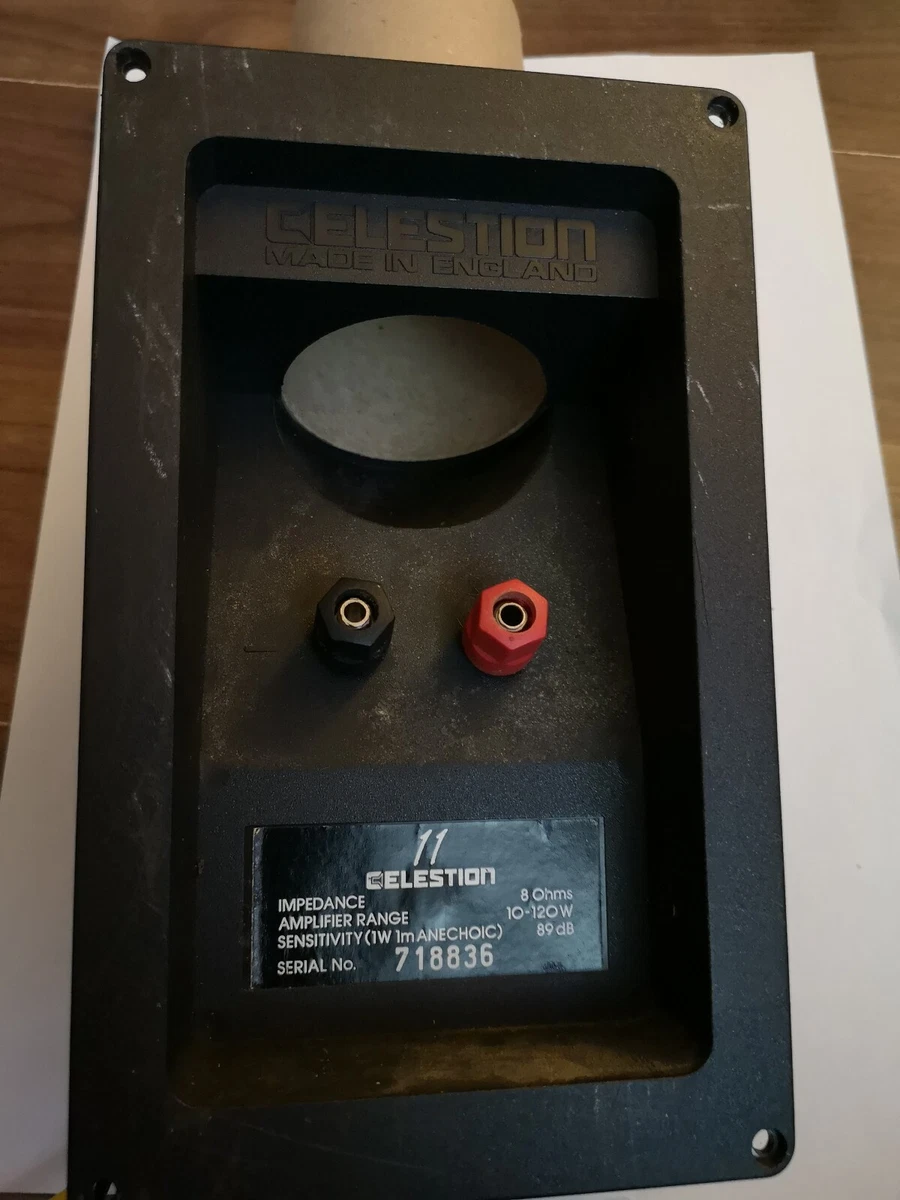 CELESTION
MADE IN ENGLAND
11
CELESTION
IMPEDANCE 8 Ohms
AMPLIFIER RANGE 10-120 W
SENSITIVITY (1W 1m ANECHOIC) 89 dB
SERIAL No. 718836